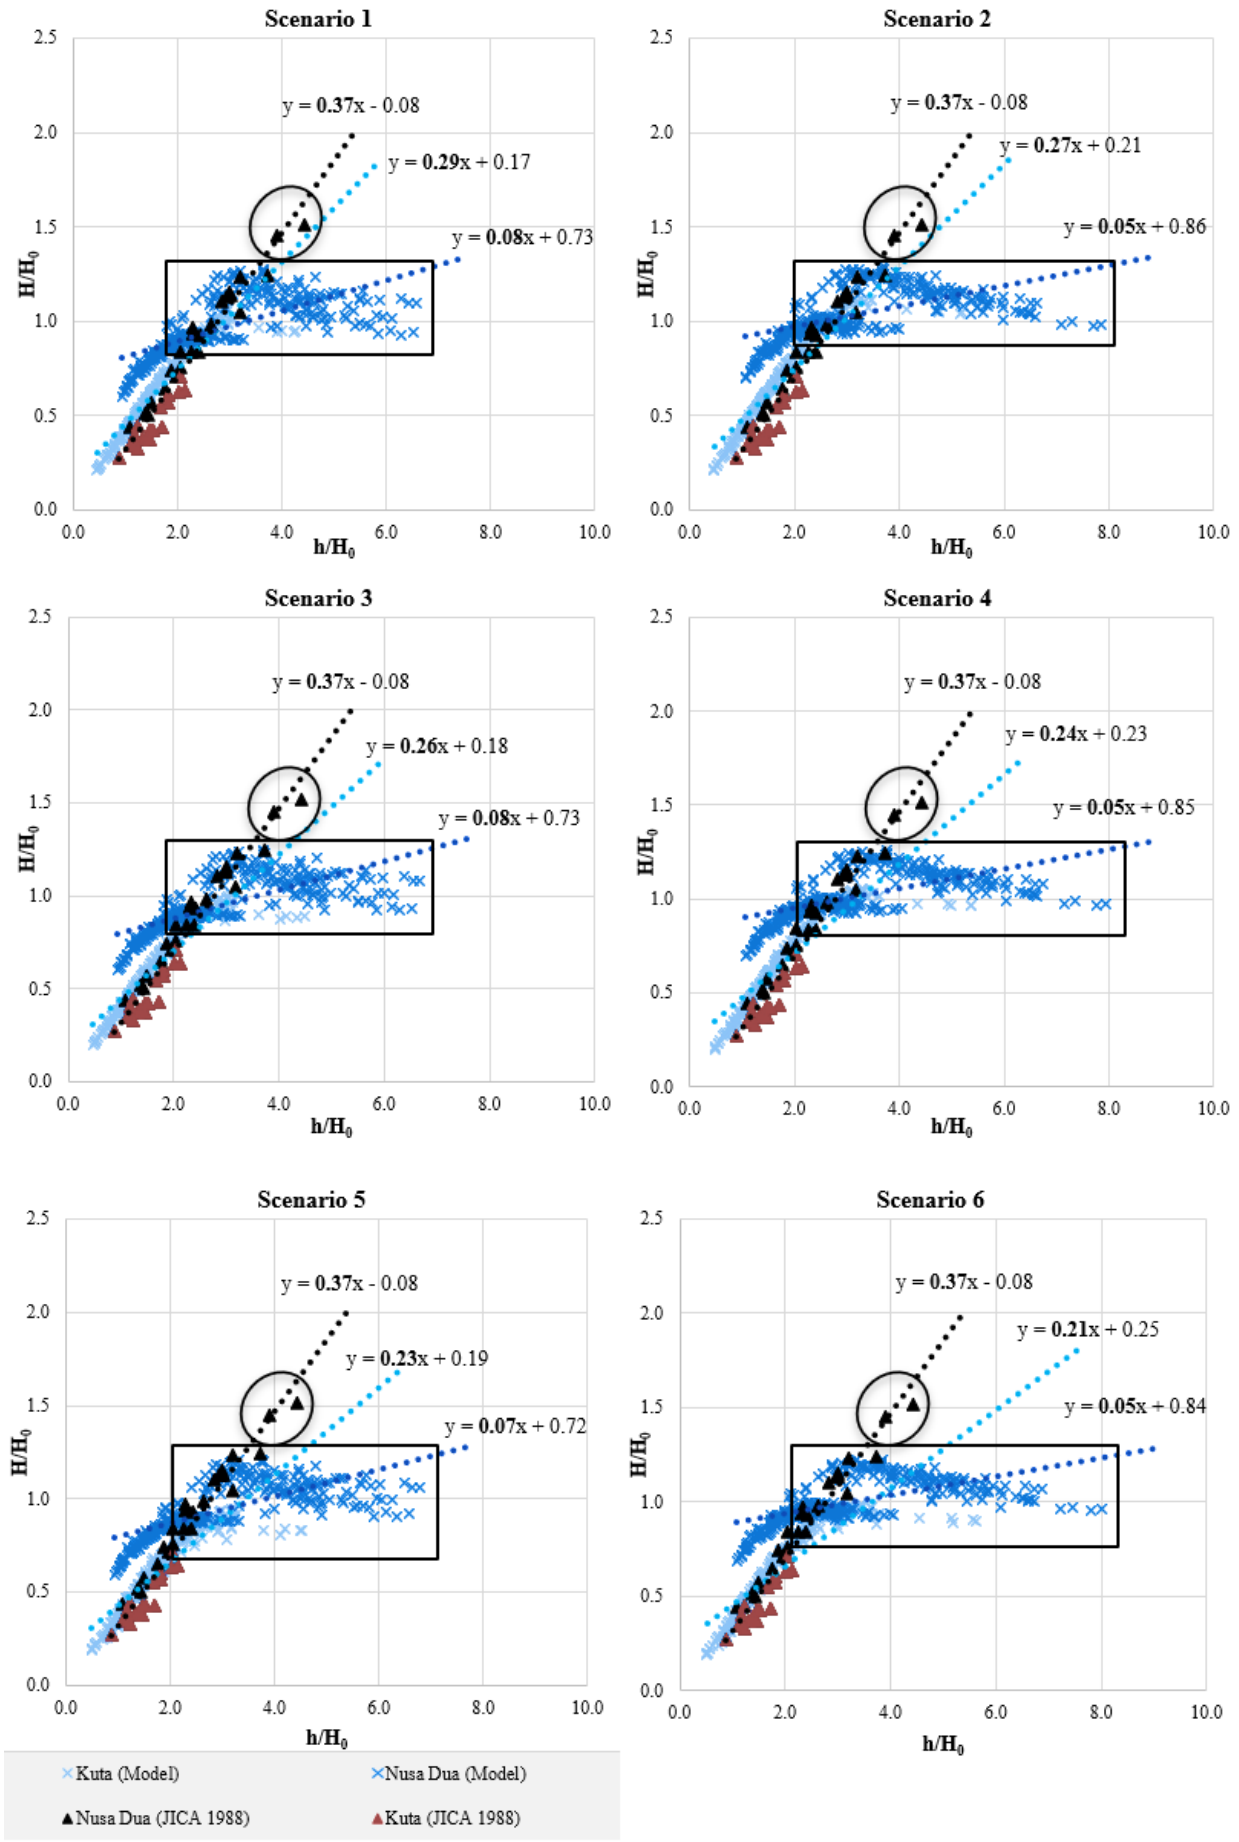 Scenario 1
2.5
2.0
1.5
1.0
0.5
0.0
H/H₀
y = 0.37x - 0.08
y = 0.29x + 0.17
y = 0.08x + 0.73
0.0 2.0 4.0 6.0 8.0 10.0
h/H₀
Scenario 2
2.5
2.0
1.5
1.0
0.5
0.0
H/H₀
y = 0.37x - 0.08
y = 0.27x + 0.21
y = 0.05x + 0.86
0.0 2.0 4.0 6.0 8.0 10.0
h/H₀
Scenario 3
2.5
2.0
1.5
1.0
0.5
0.0
H/H₀
y = 0.37x - 0.08
y = 0.26x + 0.18
y = 0.08x + 0.73
0.0 2.0 4.0 6.0 8.0 10.0
h/H₀
Scenario 4
2.5
2.0
1.5
1.0
0.5
0.0
H/H₀
y = 0.37x - 0.08
y = 0.24x + 0.23
y = 0.05x + 0.85
0.0 2.0 4.0 6.0 8.0 10.0
h/H₀
Scenario 5
2.5
2.0
1.5
1.0
0.5
0.0
H/H₀
y = 0.37x - 0.08
y = 0.23x + 0.19
y = 0.07x + 0.72
0.0 2.0 4.0 6.0 8.0 10.0
h/H₀
Scenario 6
2.5
2.0
1.5
1.0
0.5
0.0
H/H₀
y = 0.37x - 0.08
y = 0.21x + 0.25
y = 0.05x + 0.84
0.0 2.0 4.0 6.0 8.0 10.0
h/H₀
Kuta (Model) Nusa Dua (Model)
Nusa Dua (JICA 1988) Kuta (JICA 1988)